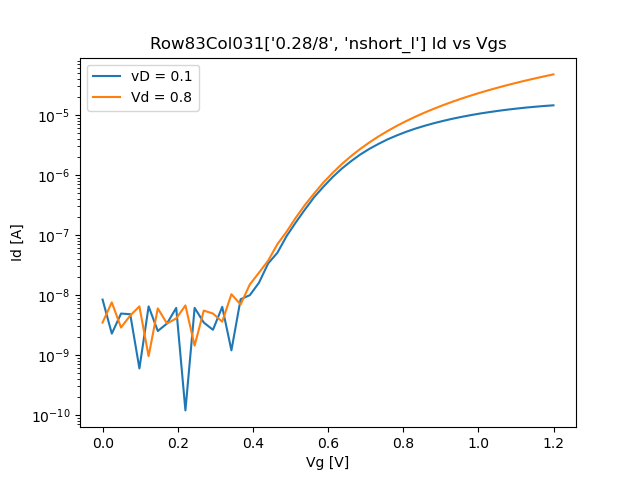 Row83Col031['0.28/8', 'nshort_l'] Id vs Vgs
vD = 0.1
Vd = 0.8
Id [A]
10⁻⁵
10⁻⁶
10⁻⁷
10⁻⁸
10⁻⁹
10⁻¹⁰
0.0 0.2 0.4 0.6 0.8 1.0 1.2
Vg [V]